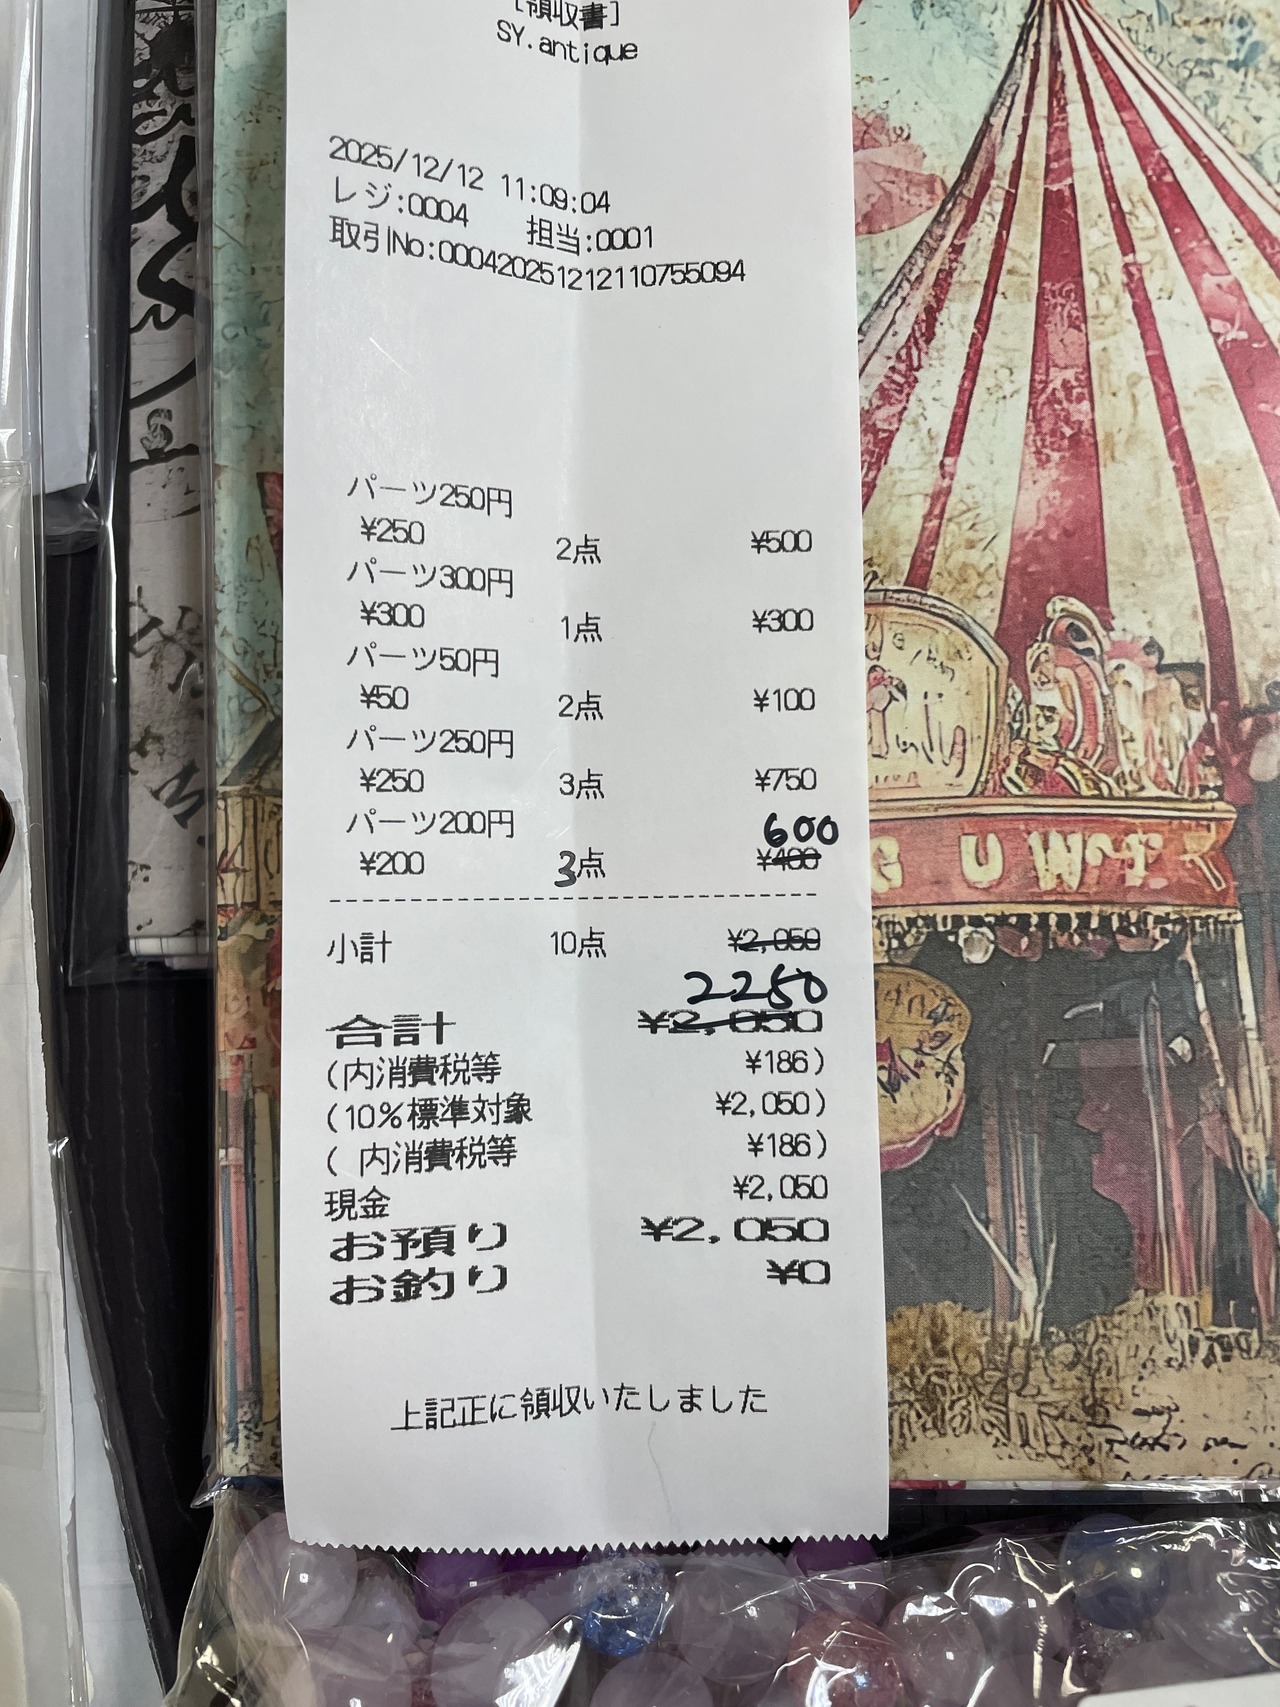 [領収書]
SY.antique
2025/12/12 11:09:04
レジ:0004 担当:0001
取引No:000420251212110755094
パーツ250円
¥250 2点 ¥500
パーツ300円
¥300 1点 ¥300
パーツ50円
¥50 2点 ¥100
パーツ250円
¥250 3点 ¥750
パーツ200円
600
¥200 3点 ¥400
小計 10点 ¥2,050
2250
合計 ¥2,050
(内消費税等 ¥186)
(10%標準対象 ¥2,050)
( 内消費税等 ¥186)
現金 ¥2,050
お預り ¥2,050
お釣り ¥0
上記正に領収いたしました